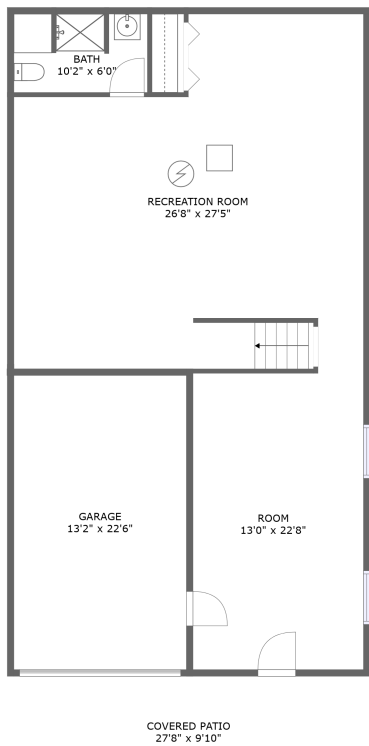 BATH
10'2" x 6'0"
RECREATION ROOM
26'8" x 27'5"
GARAGE
13'2" x 22'6"
ROOM
13'0" x 22'8"
COVERED PATIO
27'8" x 9'10"